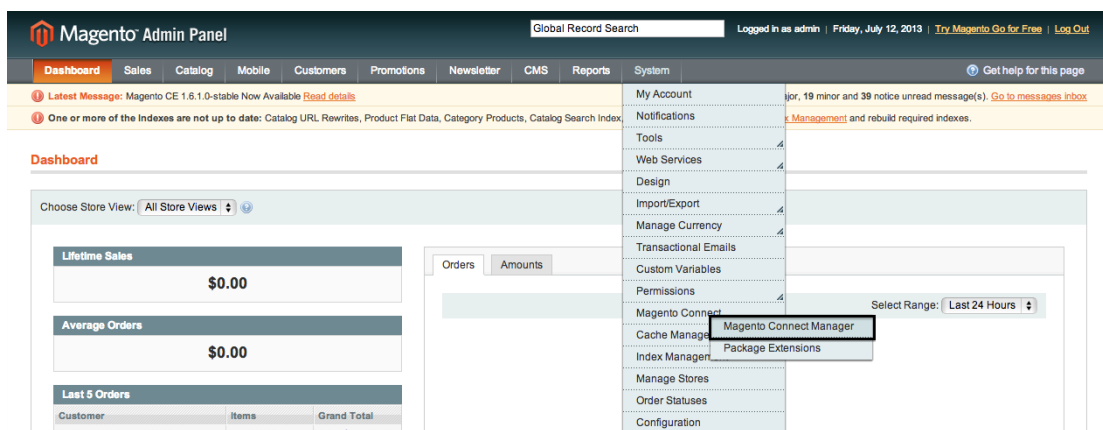 Magento Admin Panel
Global Record Search
Logged in as admin | Friday, July 12, 2013 | Try Magento Go for Free | Log Out
Dashboard Sales Catalog Mobile Customers Promotions Newsletter CMS Reports System
Get help for this page
Latest Message: Magento CE 1.6.1.0-stable Now Available Read details
19 minor and 39 notice unread message(s). Go to messages inbox
One or more of the Indexes are not up to date: Catalog URL Rewrites, Product Flat Data, Category Products, Catalog Search Index,
Management and rebuild required indexes.
My Account
Notifications
Tools
Web Services
Design
Import/Export
Manage Currency
Transactional Emails
Custom Variables
Permissions
Magento Connect
Cache Manage
Index Managem
Manage Stores
Order Statuses
Configuration
Magento Connect Manager
Package Extensions
Dashboard
Choose Store View: All Store Views
Lifetime Sales
$0.00
Average Orders
$0.00
Last 5 Orders
Customer Items Grand Total
Orders Amounts
Select Range: Last 24 Hours